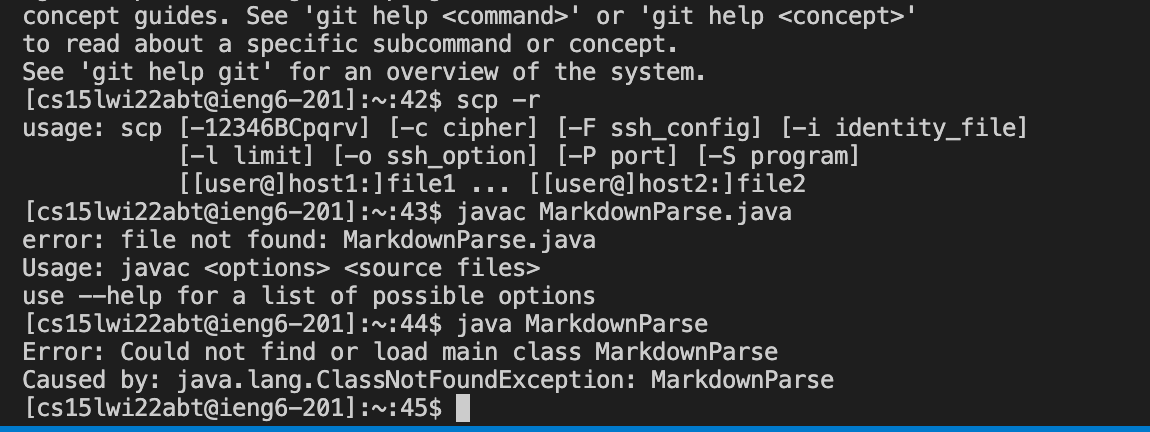 concept guides. See 'git help <command>' or 'git help <concept>'
to read about a specific subcommand or concept.
See 'git help git' for an overview of the system.
[cs15lwi22abt@ieng6-201]:~:42$ scp -r
usage: scp [-12346BCpqrv] [-c cipher] [-F ssh_config] [-i identity_file]
           [-l limit] [-o ssh_option] [-P port] [-S program]
           [[user@]host1:]file1 ... [[user@]host2:]file2
[cs15lwi22abt@ieng6-201]:~:43$ javac MarkdownParse.java
error: file not found: MarkdownParse.java
Usage: javac <options> <source files>
use --help for a list of possible options
[cs15lwi22abt@ieng6-201]:~:44$ java MarkdownParse
Error: Could not find or load main class MarkdownParse
Caused by: java.lang.ClassNotFoundException: MarkdownParse
[cs15lwi22abt@ieng6-201]:~:45$